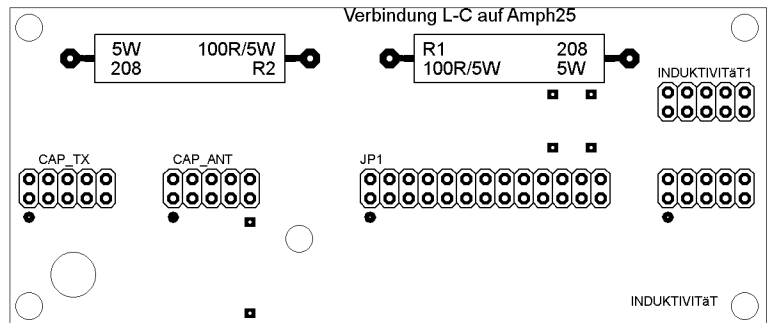 Verbindung L-C auf Amph25
5W 100R/5W
208 R2
R1 208
100R/5W 5W
INDUKTIVITäT1
CAP_TX
CAP_ANT
JP1
INDUKTIVITäT